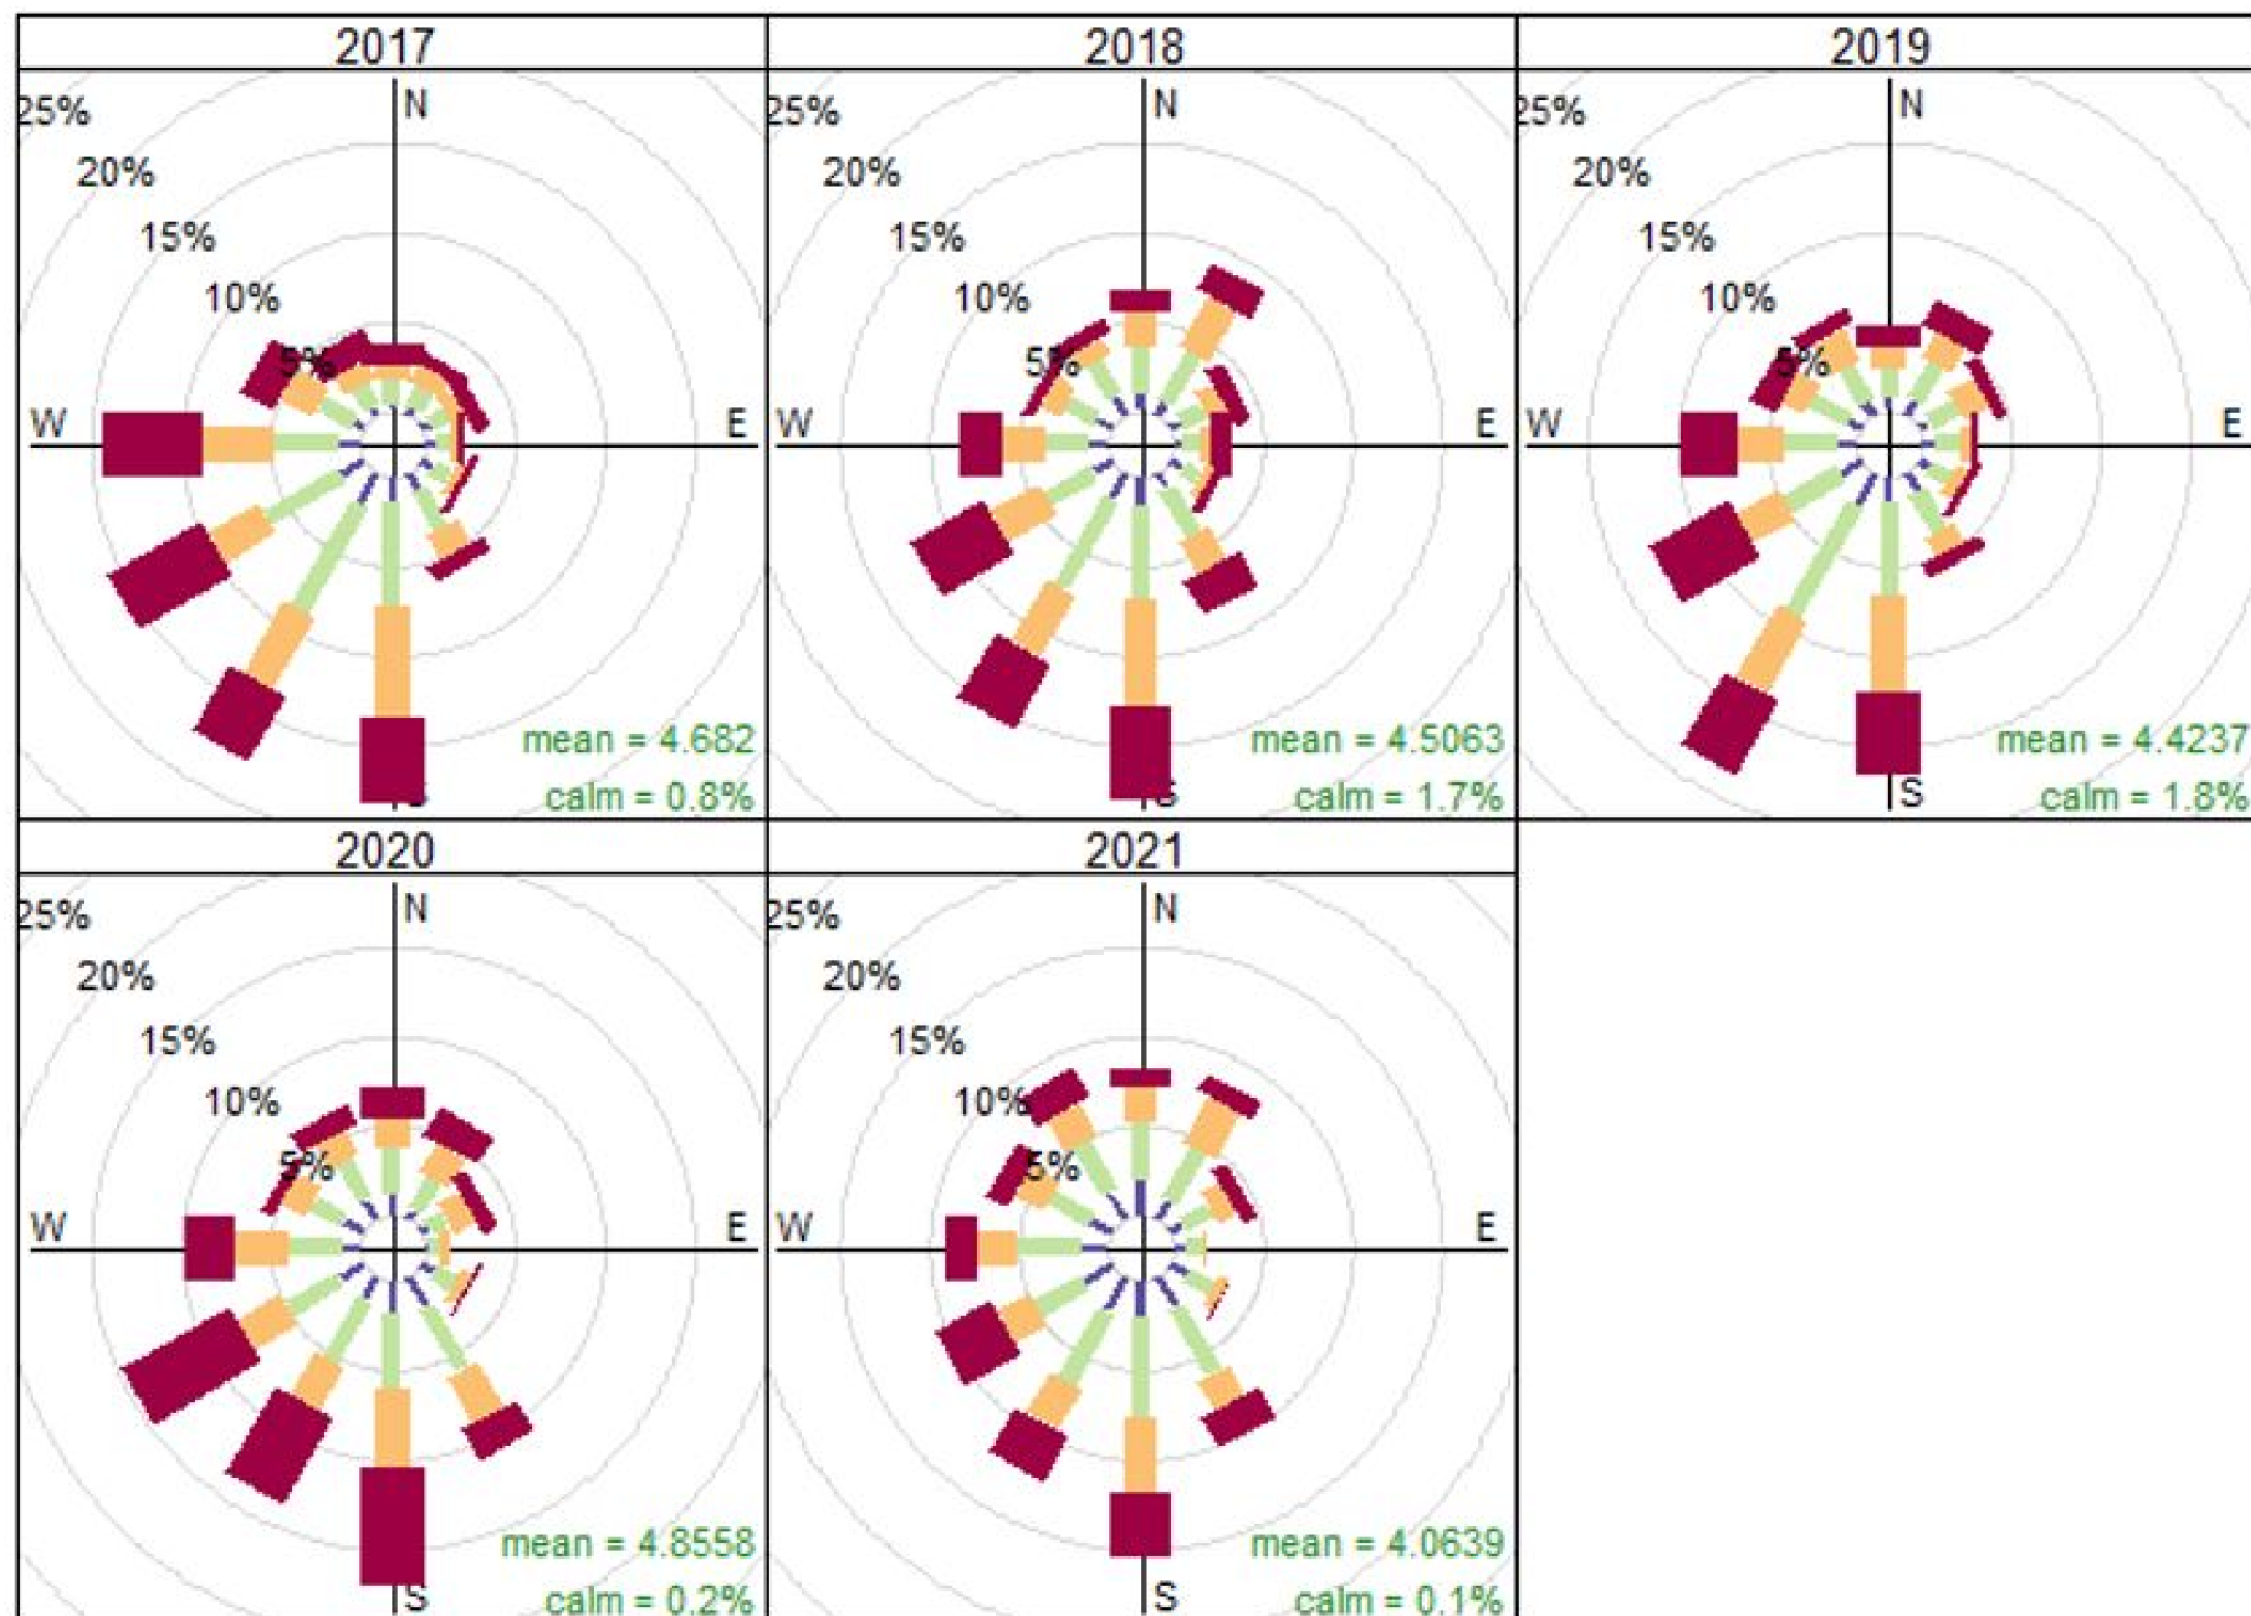 2017
25%
N
20%
15%
10%
5%
W
E
mean = 4.682
S
calm = 0.8%
2018
25%
N
20%
15%
10%
5%
W
E
mean = 4.5063
S
calm = 1.7%
2019
25%
N
20%
15%
10%
5%
W
E
mean = 4.4237
S
calm = 1.8%
2020
25%
N
20%
15%
10%
5%
W
E
mean = 4.8558
S
calm = 0.2%
2021
25%
N
20%
15%
10%
5%
W
E
mean = 4.0639
S
calm = 0.1%